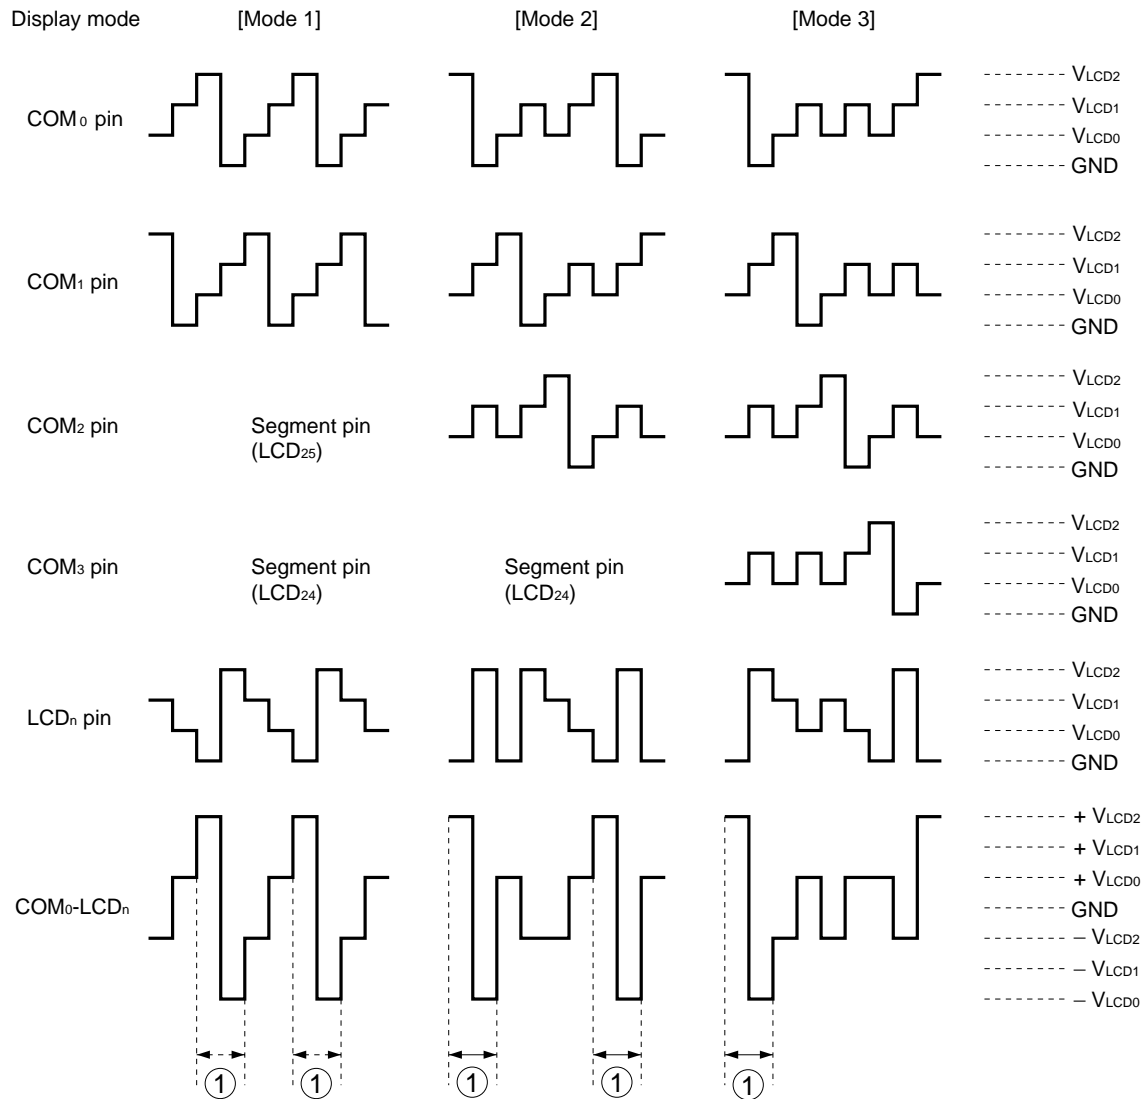 Display mode [Mode 1] [Mode 2] [Mode 3]
COM0 pin
VLCD2
VLCD1
VLCD0
GND
COM1 pin
VLCD2
VLCD1
VLCD0
GND
COM2 pin
Segment pin
(LCD25)
VLCD2
VLCD1
VLCD0
GND
COM3 pin
Segment pin
(LCD24)
Segment pin
(LCD24)
VLCD2
VLCD1
VLCD0
GND
LCDn pin
VLCD2
VLCD1
VLCD0
GND
COM0-LCDn
+ VLCD2
+ VLCD1
+ VLCD0
GND
– VLCD2
– VLCD1
– VLCD0
① ① ① ① ①